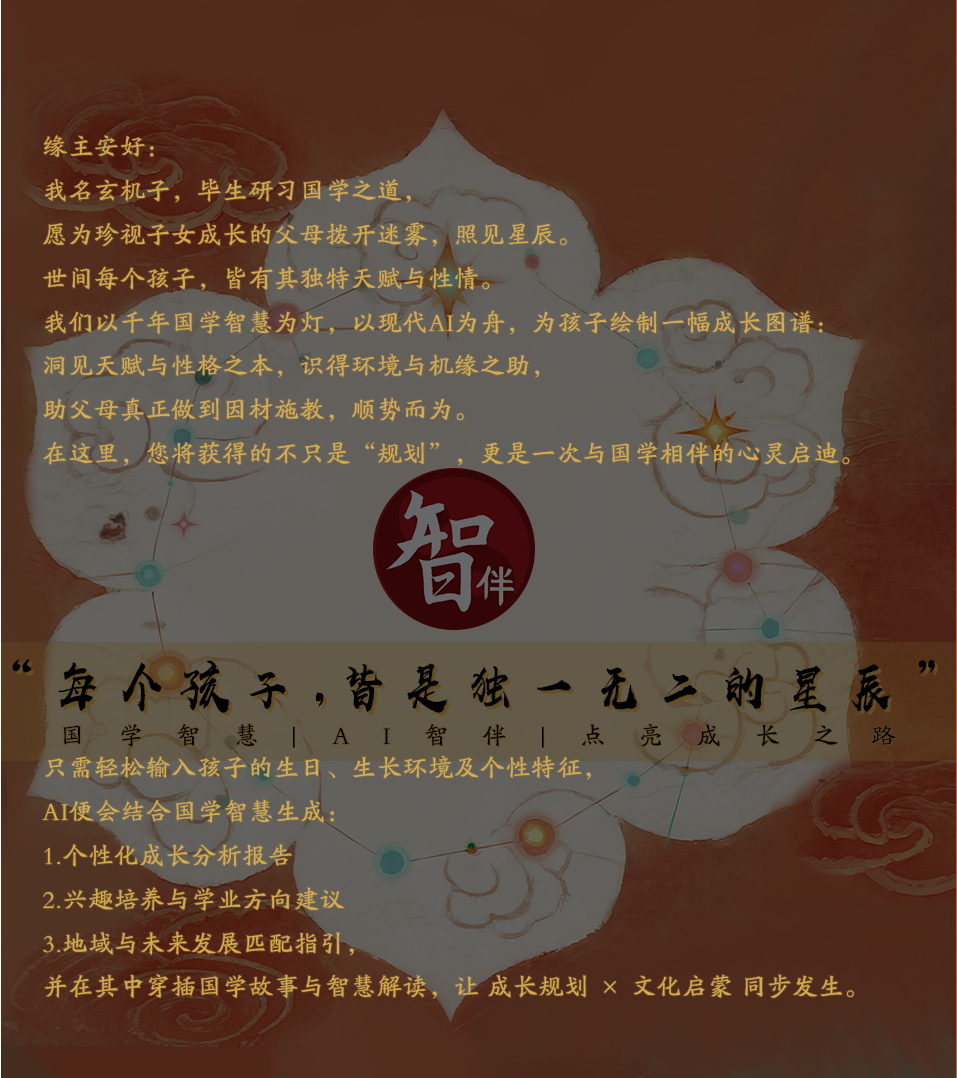 缘主安好：
我名玄机子，毕生研习国学之道，
愿为珍视子女成长的父母拨开迷雾，照见星辰。
世间每个孩子，皆有其独特天赋与性情。
我们以千年国学智慧为灯，以现代AI为舟，为孩子绘制一幅成长图谱：
洞见天赋与性格之本，识得环境与机缘之助，
助父母真正做到因材施教，顺势而为。
在这里，您将获得的不只是“规划”，更是一次与国学相伴的心灵启迪。
智伴
“每个孩子，皆是独一无二的星辰”
国学智慧|AI智伴|点亮成长之路
只需轻松输入孩子的生日、生长环境及个性特征，
AI便会结合国学智慧生成：
1.个性化成长分析报告
2.兴趣培养与学业方向建议
3.地域与未来发展匹配指引，
并在其中穿插国学故事与智慧解读，让 成长规划 × 文化启蒙 同步发生。